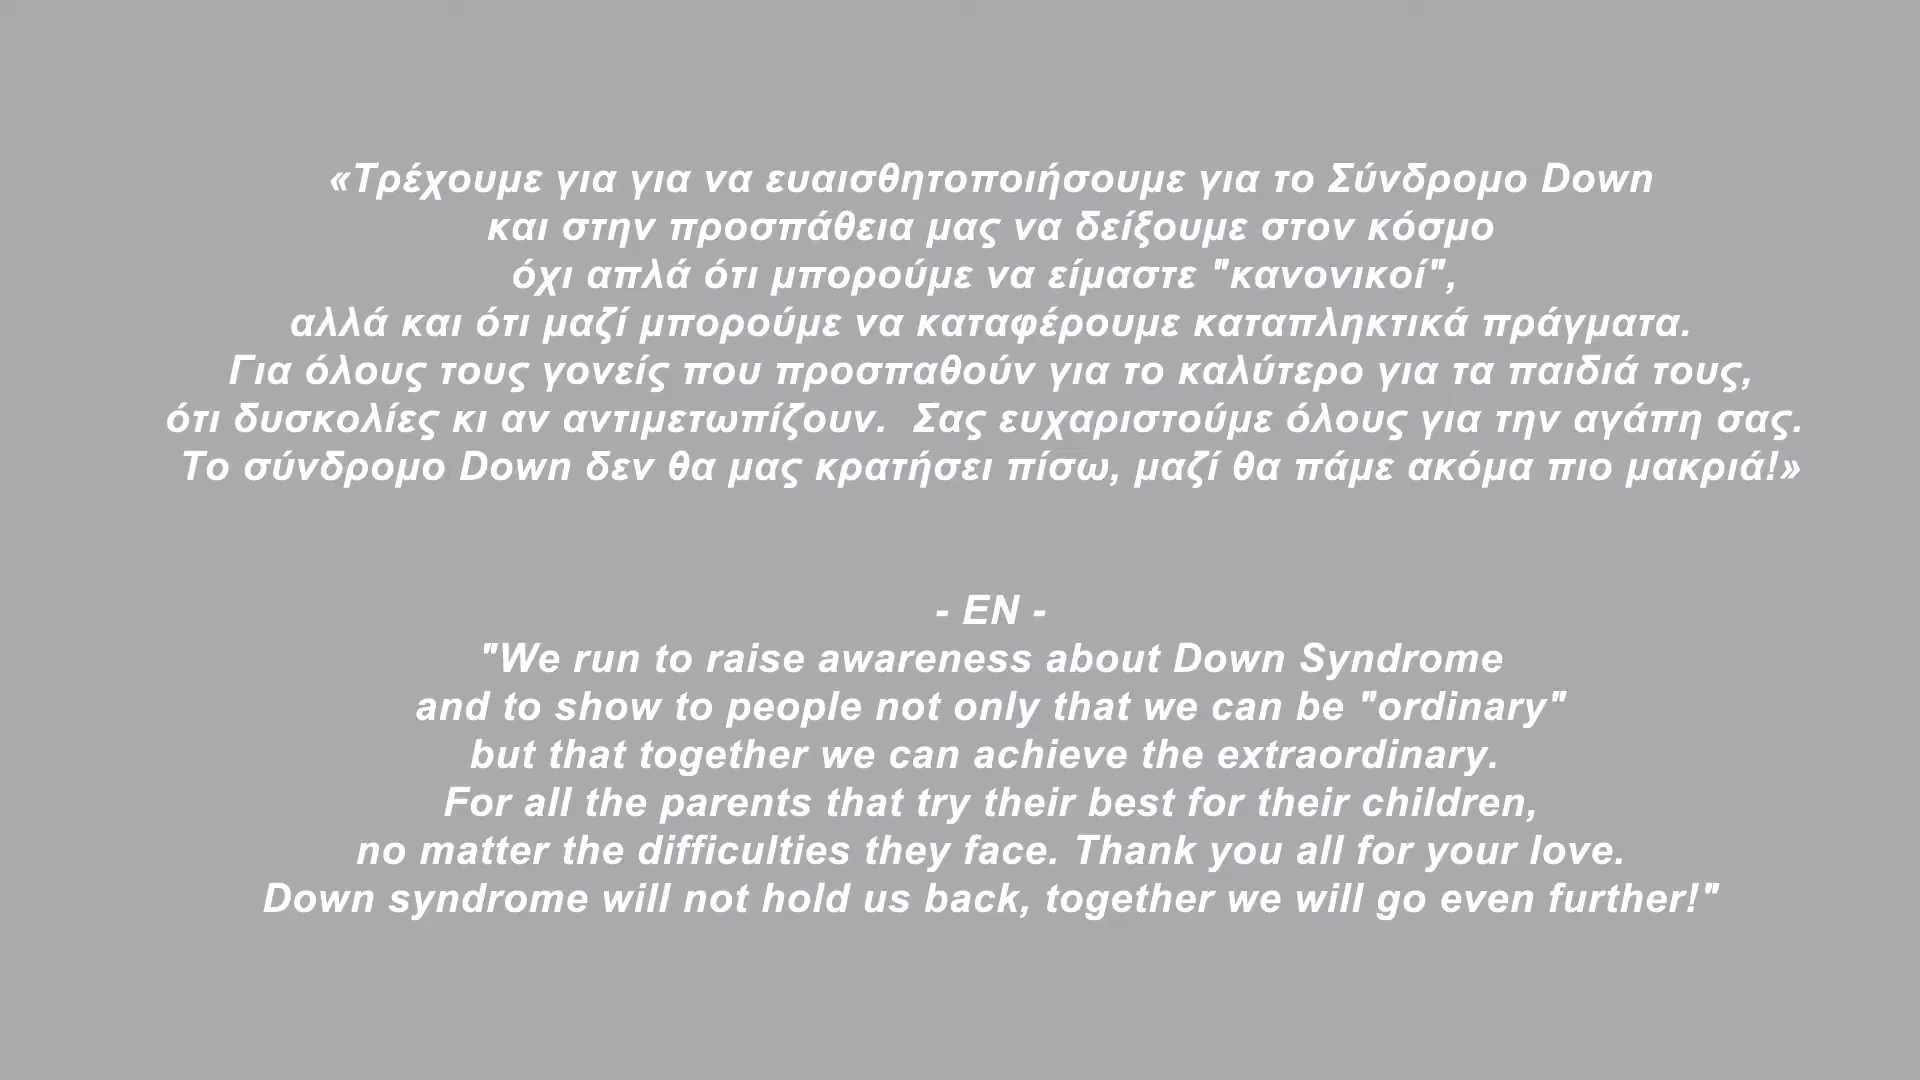 «Τρέχουμε για για να ευαισθητοποιήσουμε για το Σύνδρομο Down
και στην προσπάθεια μας να δείξουμε στον κόσμο
όχι απλά ότι μπορούμε να είμαστε "κανονικοί",
αλλά και ότι μαζί μπορούμε να καταφέρουμε καταπληκτικά πράγματα.
Για όλους τους γονείς που προσπαθούν για το καλύτερο για τα παιδιά τους,
ότι δυσκολίες κι αν αντιμετωπίζουν.  Σας ευχαριστούμε όλους για την αγάπη σας.
Το σύνδρομο Down δεν θα μας κρατήσει πίσω, μαζί θα πάμε ακόμα πιο μακριά!»
- EN -
"We run to raise awareness about Down Syndrome
and to show to people not only that we can be "ordinary"
but that together we can achieve the extraordinary.
For all the parents that try their best for their children,
no matter the difficulties they face. Thank you all for your love.
Down syndrome will not hold us back, together we will go even further!"